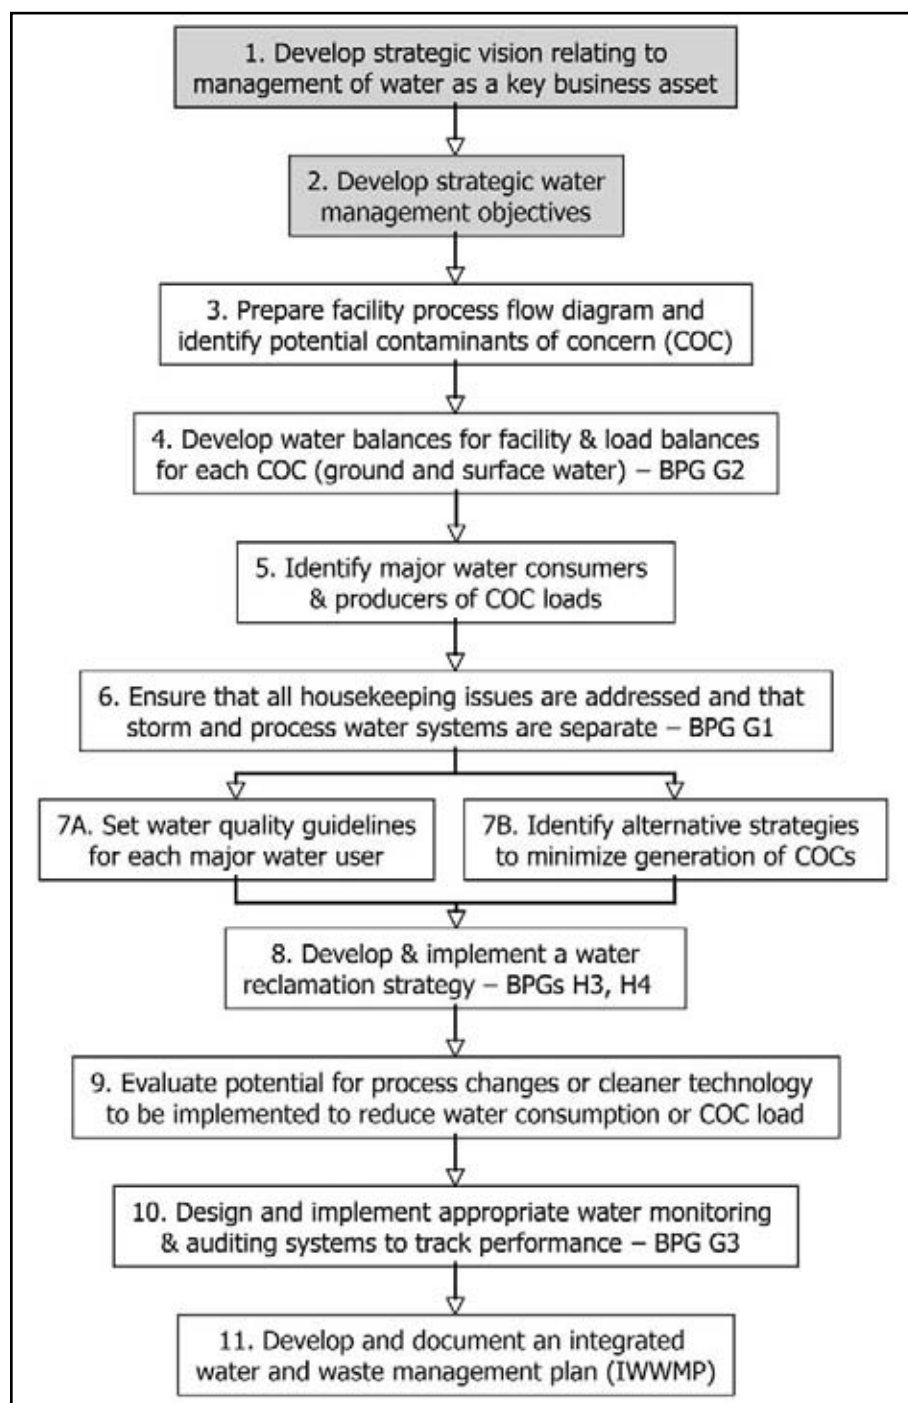 1. Develop strategic vision relating to
management of water as a key business asset
2. Develop strategic water
management objectives
3. Prepare facility process flow diagram and
identify potential contaminants of concern (COC)
4. Develop water balances for facility & load balances
for each COC (ground and surface water) – BPG G2
5. Identify major water consumers
& producers of COC loads
6. Ensure that all housekeeping issues are addressed and that
storm and process water systems are separate – BPG G1
7A. Set water quality guidelines
for each major water user
7B. Identify alternative strategies
to minimize generation of COCs
8. Develop & implement a water
reclamation strategy – BPGs H3, H4
9. Evaluate potential for process changes or cleaner technology
to be implemented to reduce water consumption or COC load
10. Design and implement appropriate water monitoring
& auditing systems to track performance – BPG G3
11. Develop and document an integrated
water and waste management plan (IWWMP)